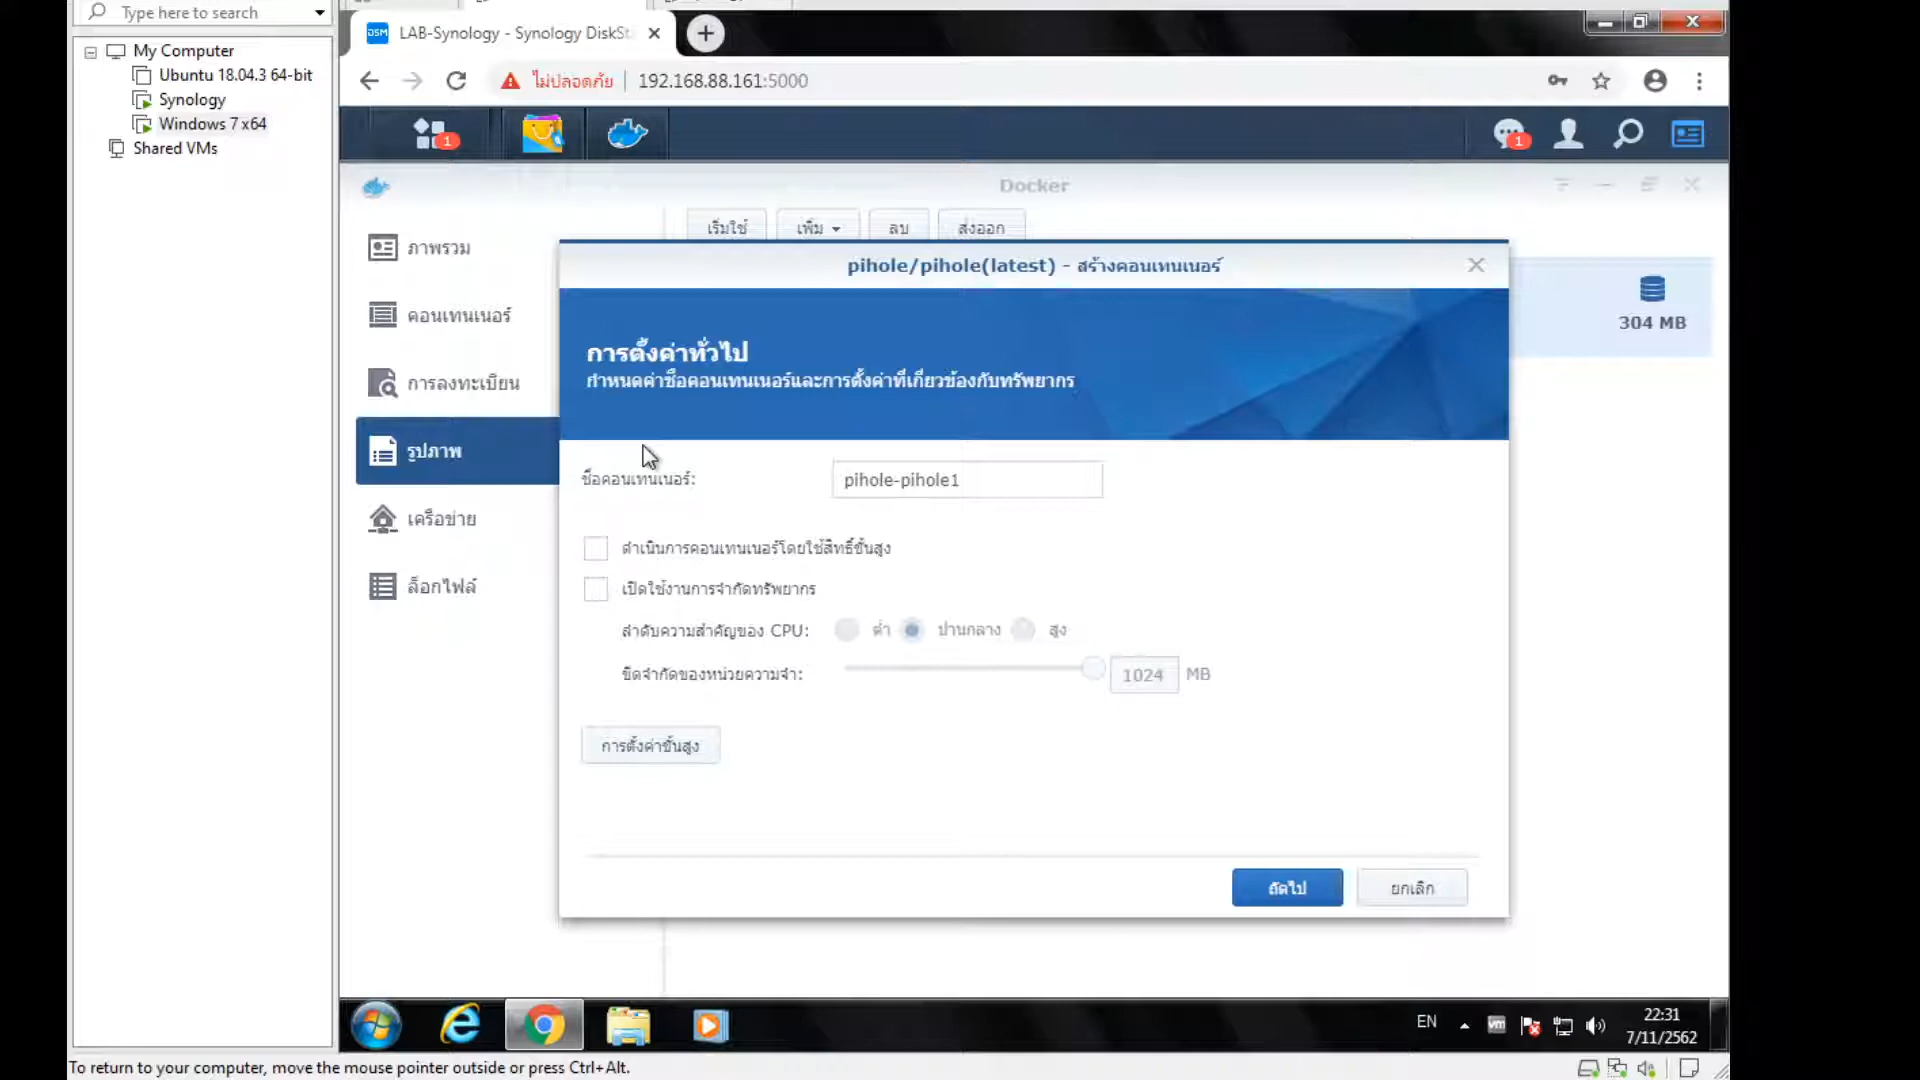 Type here to search
My Computer
Ubuntu 18.04.3 64-bit
Synology
Windows 7 x64
Shared VMs
DSM LAB-Synology - Synology DiskSt
ไม่ปลอดภัย 192.168.88.161:5000
1
1
Docker
ภาพรวม
คอนเทนเนอร์
การลงทะเบียน
รูปภาพ
เครือข่าย
ล็อกไฟล์
เริ่มใช้ เพิ่ม ลบ ส่งออก
304 MB
pihole/pihole(latest) - สร้างคอนเทนเนอร์
การตั้งค่าทั่วไป
กำหนดค่าชื่อคอนเทนเนอร์และการตั้งค่าที่เกี่ยวข้องกับทรัพยากร
ชื่อคอนเทนเนอร์: pihole-pihole1
ดำเนินการคอนเทนเนอร์โดยใช้สิทธิ์ขั้นสูง
เปิดใช้งานการจำกัดทรัพยากร
ลำดับความสำคัญของ CPU: ต่ำ ปานกลาง สูง
ขีดจำกัดของหน่วยความจำ: 1024 MB
การตั้งค่าขั้นสูง
ถัดไป ยกเลิก
EN
vm
22:31
7/11/2562
To return to your computer, move the mouse pointer outside or press Ctrl+Alt.